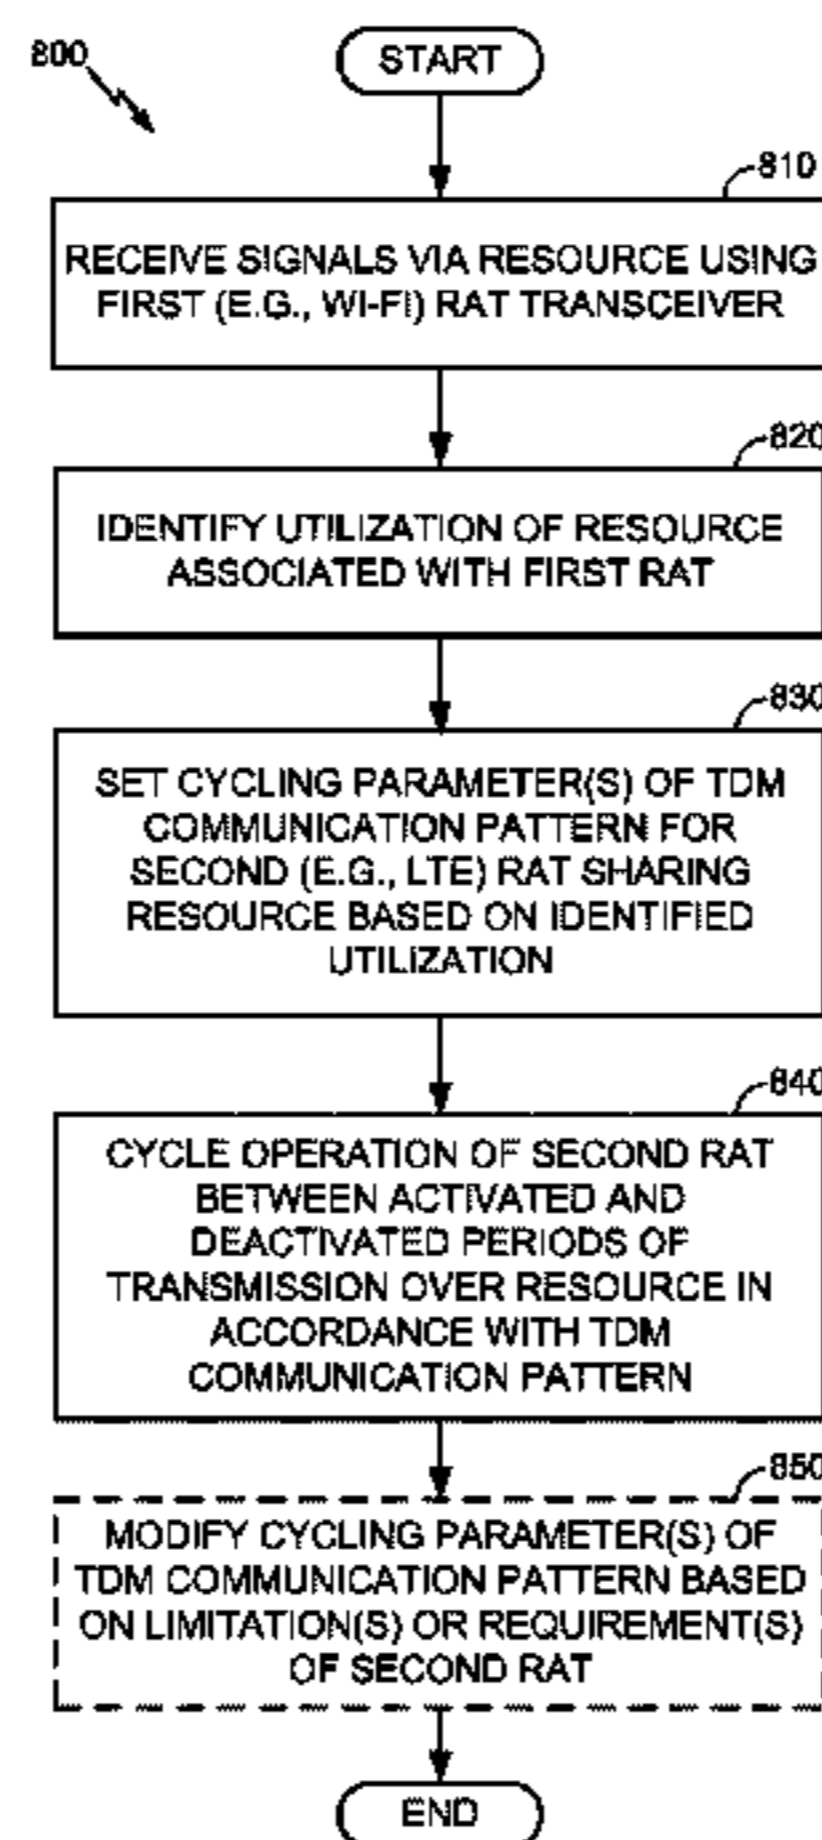 800
START
810
RECEIVE SIGNALS VIA RESOURCE USING
FIRST (E.G., WI-FI) RAT TRANSCEIVER
820
IDENTIFY UTILIZATION OF RESOURCE
ASSOCIATED WITH FIRST RAT
830
SET CYCLING PARAMETER(S) OF TDM
COMMUNICATION PATTERN FOR
SECOND (E.G., LTE) RAT SHARING
RESOURCE BASED ON IDENTIFIED
UTILIZATION
840
CYCLE OPERATION OF SECOND RAT
BETWEEN ACTIVATED AND
DEACTIVATED PERIODS OF
TRANSMISSION OVER RESOURCE IN
ACCORDANCE WITH TDM
COMMUNICATION PATTERN
850
MODIFY CYCLING PARAMETER(S) OF
TDM COMMUNICATION PATTERN BASED
ON LIMITATION(S) OR REQUIREMENT(S)
OF SECOND RAT
END